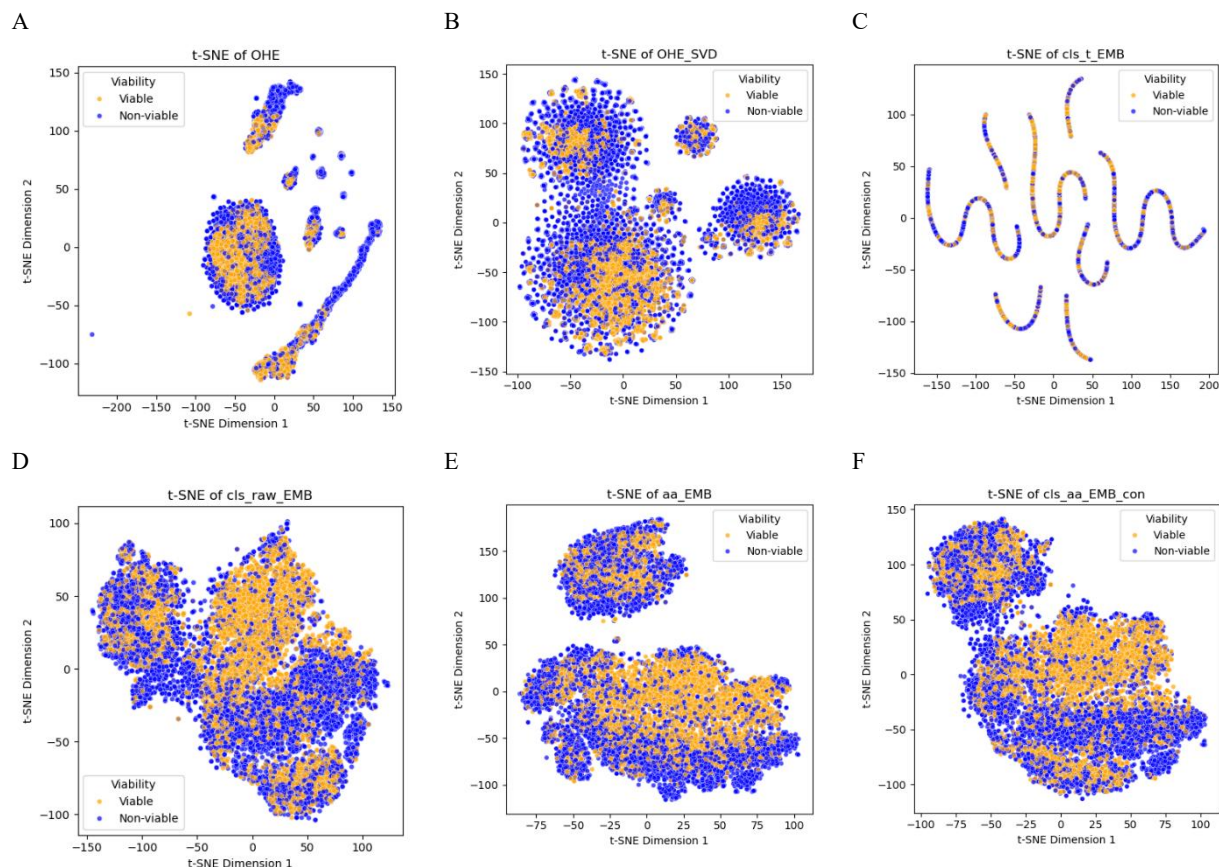 A
t-SNE of OHE
Viability
Viable
Non-viable
t-SNE Dimension 2
150
100
50
0
−50
−100
−200 −150 −100 −50 0 50 100 150
t-SNE Dimension 1
B
t-SNE of OHE_SVD
Viability
Viable
Non-viable
t-SNE Dimension 2
150
100
50
0
−50
−100
−150
−100 −50 0 50 100 150
t-SNE Dimension 1
C
t-SNE of cls_t_EMB
Viability
Viable
Non-viable
t-SNE Dimension 2
150
100
50
0
−50
−100
−150
−150 −100 −50 0 50 100 150 200
t-SNE Dimension 1
D
t-SNE of cls_raw_EMB
Viability
Viable
Non-viable
t-SNE Dimension 2
100
50
0
−50
−100
−150 −100 −50 0 50 100
t-SNE Dimension 1
E
t-SNE of aa_EMB
Viability
Viable
Non-viable
t-SNE Dimension 2
150
100
50
0
−50
−100
−75 −50 −25 0 25 50 75 100
t-SNE Dimension 1
F
t-SNE of cls_aa_EMB_con
Viability
Viable
Non-viable
t-SNE Dimension 2
150
100
50
0
−50
−100
−100 −75 −50 −25 0 25 50 75 100
t-SNE Dimension 1